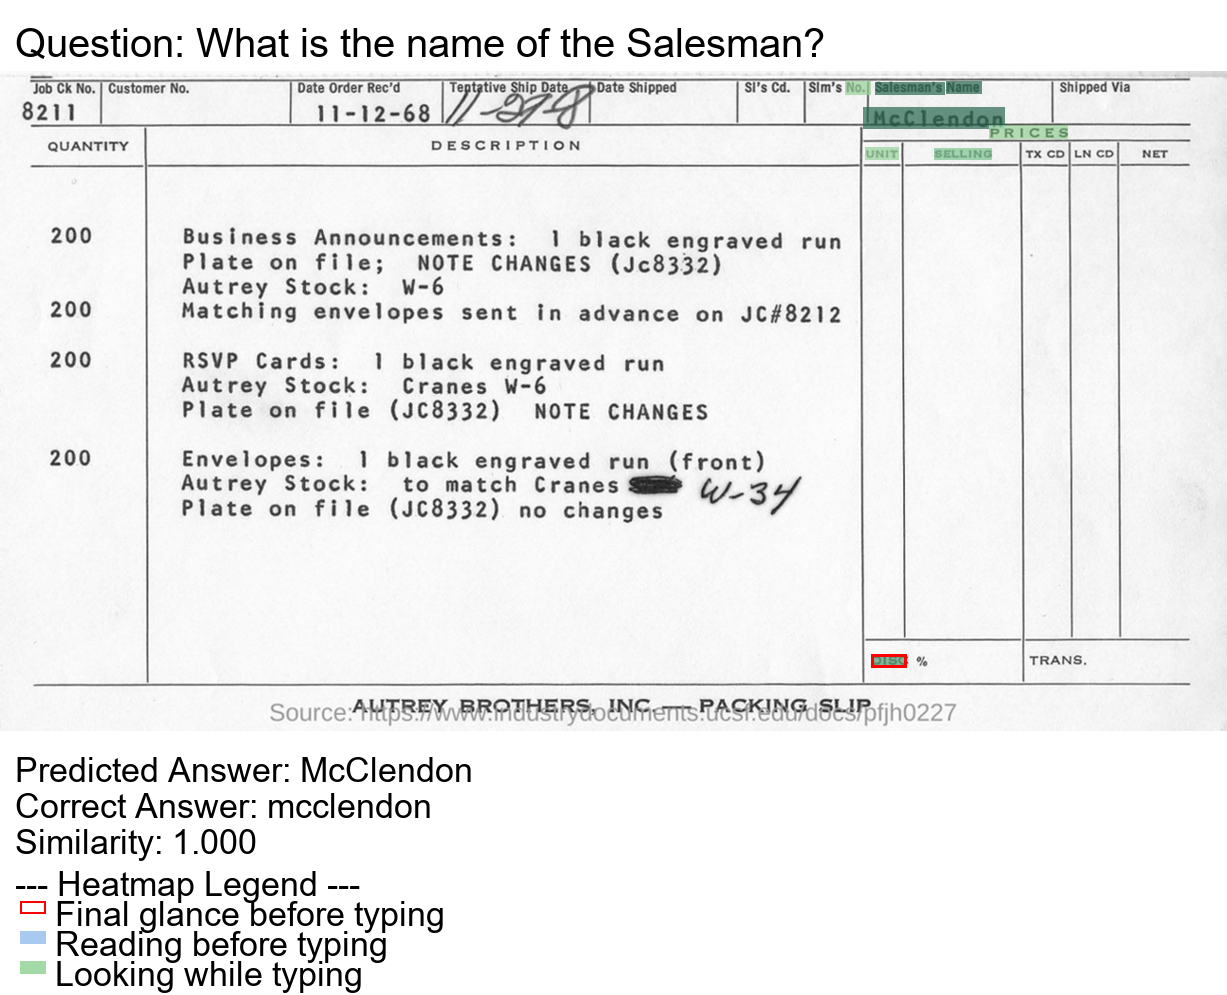 Question: What is the name of the Salesman?
Job Ck No. Customer No. Date Order Rec'd Tentative Ship Date Date Shipped Sl's Cd. Slm's No. Salesman's Name Shipped Via
8211 11-12-68 McClendon
PRICES
QUANTITY DESCRIPTION UNIT SELLING TX CD LN CD NET
200 Business Announcements: 1 black engraved run
Plate on file; NOTE CHANGES (Jc8332)
Autrey Stock: W-6
200 Matching envelopes sent in advance on JC#8212
200 RSVP Cards: 1 black engraved run
Autrey Stock: Cranes W-6
Plate on file (JC8332) NOTE CHANGES
200 Envelopes: 1 black engraved run (front)
Autrey Stock: to match Cranes W-34
Plate on file (JC8332) no changes
DISC % TRANS.
AUTREY BROTHERS, INC. — PACKING SLIP
Source: https://www.industrydocuments.ucsf.edu/docs/pfjh0227
Predicted Answer: McClendon
Correct Answer: mcclendon
Similarity: 1.000
--- Heatmap Legend ---
Final glance before typing
Reading before typing
Looking while typing